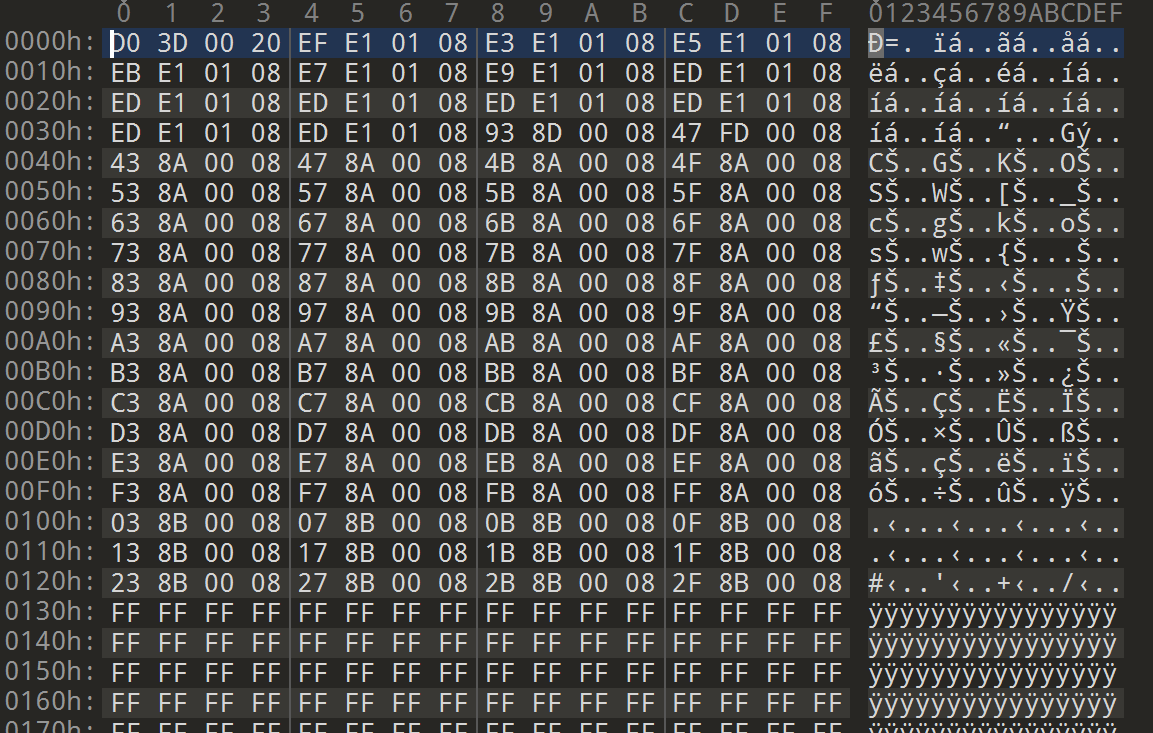 0 1 2 3 4 5 6 7 8 9 A B C D E F 0123456789ABCDEF
0000h: D0 3D 00 20 EF E1 01 08 E3 E1 01 08 E5 E1 01 08 Ð=. ïá..ãá..åá..
0010h: EB E1 01 08 E7 E1 01 08 E9 E1 01 08 ED E1 01 08 ëá..çá..éá..íá..
0020h: ED E1 01 08 ED E1 01 08 ED E1 01 08 ED E1 01 08 íá..íá..íá..íá..
0030h: ED E1 01 08 ED E1 01 08 93 8D 00 08 47 FD 00 08 íá..íá..“...Gý..
0040h: 43 8A 00 08 47 8A 00 08 4B 8A 00 08 4F 8A 00 08 CŠ..GŠ..KŠ..OŠ..
0050h: 53 8A 00 08 57 8A 00 08 5B 8A 00 08 5F 8A 00 08 SŠ..WŠ..[Š.._Š..
0060h: 63 8A 00 08 67 8A 00 08 6B 8A 00 08 6F 8A 00 08 cŠ..gŠ..kŠ..oŠ..
0070h: 73 8A 00 08 77 8A 00 08 7B 8A 00 08 7F 8A 00 08 sŠ..wŠ..{Š...Š..
0080h: 83 8A 00 08 87 8A 00 08 8B 8A 00 08 8F 8A 00 08 ƒŠ..‡Š..‹Š...Š..
0090h: 93 8A 00 08 97 8A 00 08 9B 8A 00 08 9F 8A 00 08 “Š..—Š..›Š..ŸŠ..
00A0h: A3 8A 00 08 A7 8A 00 08 AB 8A 00 08 AF 8A 00 08 £Š..§Š..«Š..¯Š..
00B0h: B3 8A 00 08 B7 8A 00 08 BB 8A 00 08 BF 8A 00 08 ³Š..·Š..»Š..¿Š..
00C0h: C3 8A 00 08 C7 8A 00 08 CB 8A 00 08 CF 8A 00 08 ÃŠ..ÇŠ..ËŠ..ÏŠ..
00D0h: D3 8A 00 08 D7 8A 00 08 DB 8A 00 08 DF 8A 00 08 ÓŠ..×Š..ÛŠ..ßŠ..
00E0h: E3 8A 00 08 E7 8A 00 08 EB 8A 00 08 EF 8A 00 08 ãŠ..çŠ..ëŠ..ïŠ..
00F0h: F3 8A 00 08 F7 8A 00 08 FB 8A 00 08 FF 8A 00 08 óŠ..÷Š..ûŠ..ÿŠ..
0100h: 03 8B 00 08 07 8B 00 08 0B 8B 00 08 0F 8B 00 08 .‹...‹...‹...‹..
0110h: 13 8B 00 08 17 8B 00 08 1B 8B 00 08 1F 8B 00 08 .‹...‹...‹...‹..
0120h: 23 8B 00 08 27 8B 00 08 2B 8B 00 08 2F 8B 00 08 #‹..'‹..+‹../‹..
0130h: FF FF FF FF FF FF FF FF FF FF FF FF FF FF FF FF ÿÿÿÿÿÿÿÿÿÿÿÿÿÿÿÿ
0140h: FF FF FF FF FF FF FF FF FF FF FF FF FF FF FF FF ÿÿÿÿÿÿÿÿÿÿÿÿÿÿÿÿ
0150h: FF FF FF FF FF FF FF FF FF FF FF FF FF FF FF FF ÿÿÿÿÿÿÿÿÿÿÿÿÿÿÿÿ
0160h: FF FF FF FF FF FF FF FF FF FF FF FF FF FF FF FF ÿÿÿÿÿÿÿÿÿÿÿÿÿÿÿÿ
0170h: FF FF FF FF FF FF FF FF FF FF FF FF FF FF FF FF ÿÿÿÿÿÿÿÿÿÿÿÿÿÿÿÿ